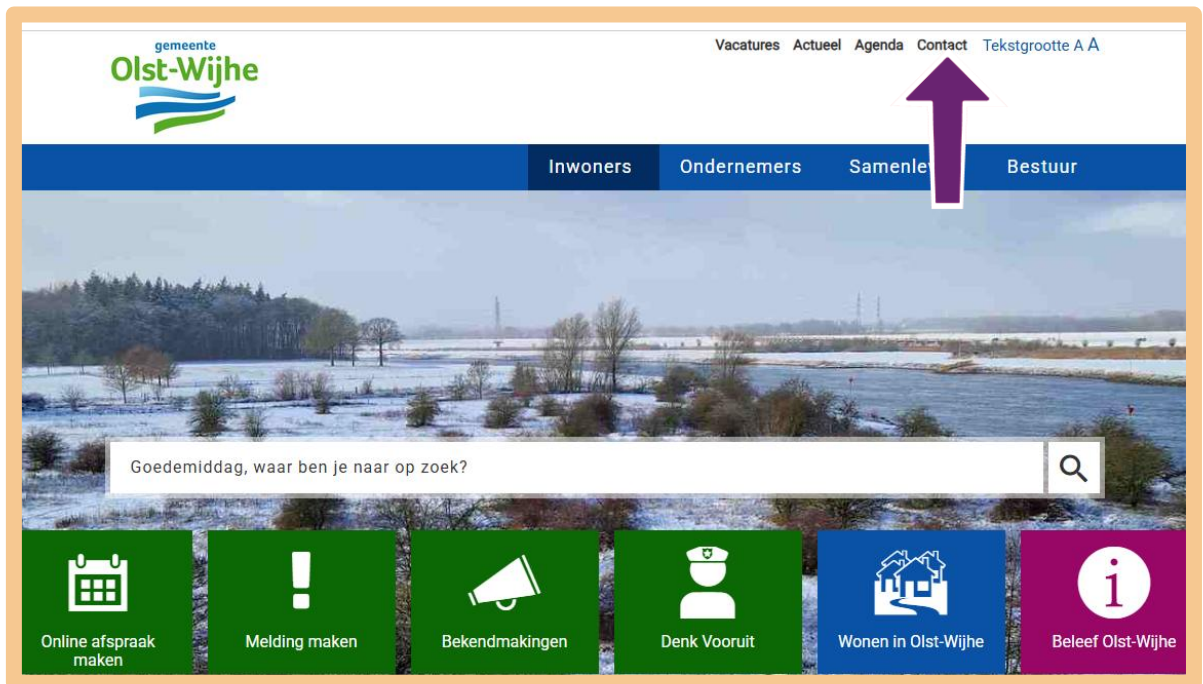 gemeente
Olst-Wijhe
Vacatures Actueel Agenda Contact Tekstgrootte A A
Inwoners Ondernemers Samenle Bestuur
Goedemiddag, waar ben je naar op zoek?
Online afspraak
maken
Melding maken
Bekendmakingen
Denk Vooruit
Wonen in Olst-Wijhe
Beleef Olst-Wijhe